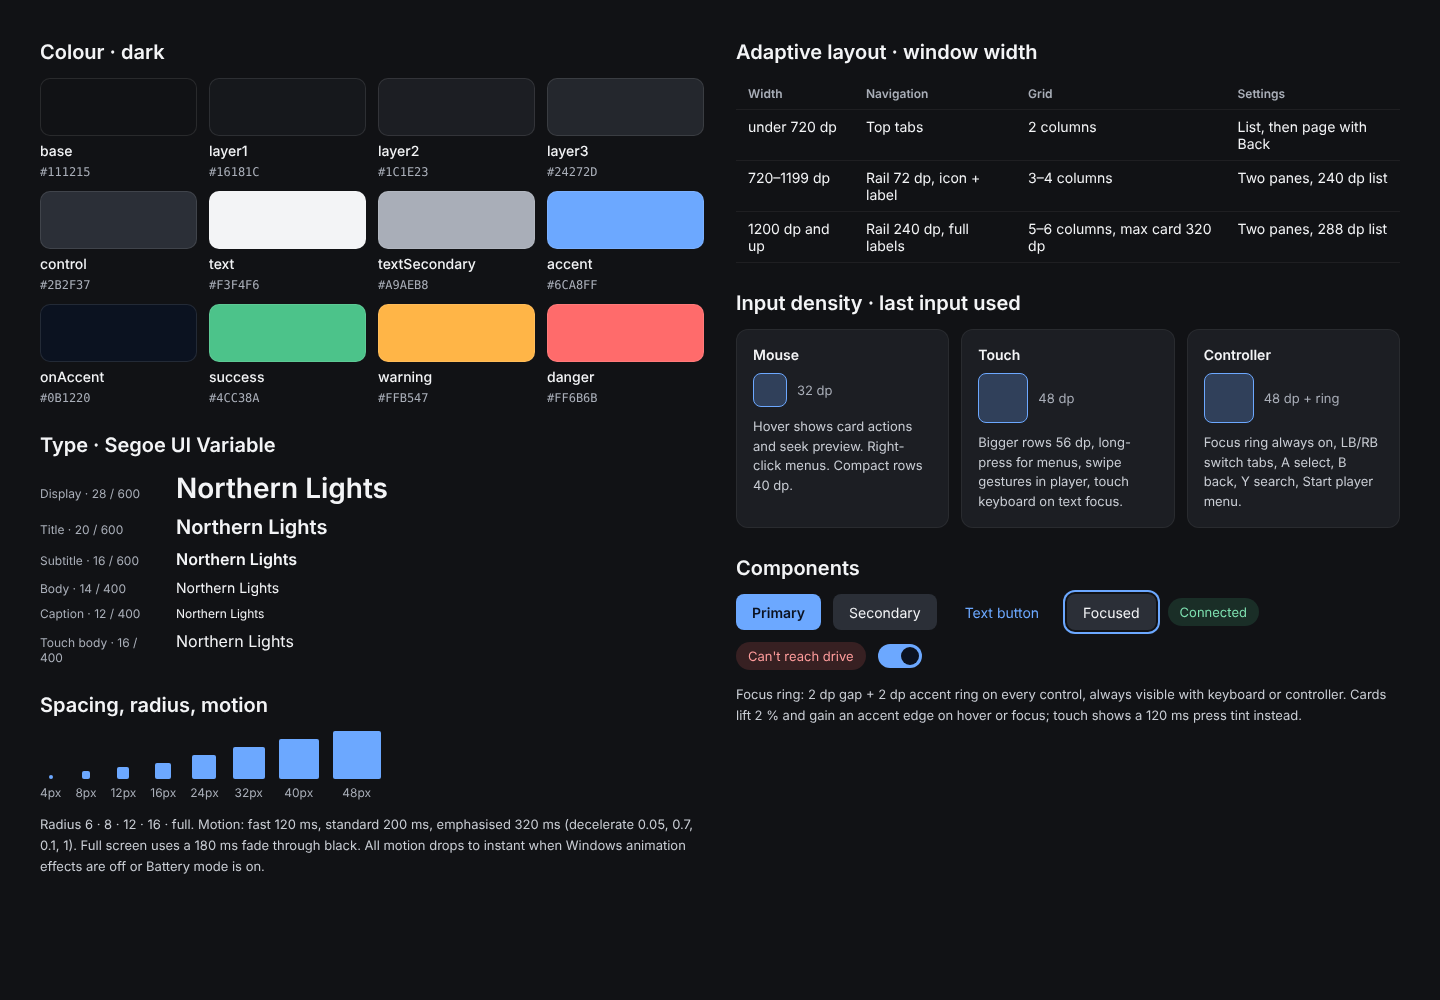 Colour · dark
base
#111215
layer1
#16181C
layer2
#1C1E23
layer3
#24272D
control
#2B2F37
text
#F3F4F6
textSecondary
#A9AEB8
accent
#6CA8FF
onAccent
#0B1220
success
#4CC38A
warning
#FFB547
danger
#FF6B6B
Type · Segoe UI Variable
Display · 28 / 600
Northern Lights
Title · 20 / 600
Northern Lights
Subtitle · 16 / 600
Northern Lights
Body · 14 / 400
Northern Lights
Caption · 12 / 400
Northern Lights
Touch body · 16 /
400
Northern Lights
Spacing, radius, motion
4px
8px
12px
16px
24px
32px
40px
48px
Radius 6 · 8 · 12 · 16 · full. Motion: fast 120 ms, standard 200 ms, emphasised 320 ms (decelerate 0.05, 0.7,
0.1, 1). Full screen uses a 180 ms fade through black. All motion drops to instant when Windows animation
effects are off or Battery mode is on.
Adaptive layout · window width
Width
Navigation
Grid
Settings
under 720 dp
Top tabs
2 columns
List, then page with
Back
720–1199 dp
Rail 72 dp, icon +
label
3–4 columns
Two panes, 240 dp list
1200 dp and
up
Rail 240 dp, full
labels
5–6 columns, max card 320
dp
Two panes, 288 dp list
Input density · last input used
Mouse
32 dp
Hover shows card actions
and seek preview. Right-
click menus. Compact rows
40 dp.
Touch
48 dp
Bigger rows 56 dp, long-
press for menus, swipe
gestures in player, touch
keyboard on text focus.
Controller
48 dp + ring
Focus ring always on, LB/RB
switch tabs, A select, B
back, Y search, Start player
menu.
Components
Primary
Secondary
Text button
Focused
Connected
Can't reach drive
Focus ring: 2 dp gap + 2 dp accent ring on every control, always visible with keyboard or controller. Cards
lift 2 % and gain an accent edge on hover or focus; touch shows a 120 ms press tint instead.